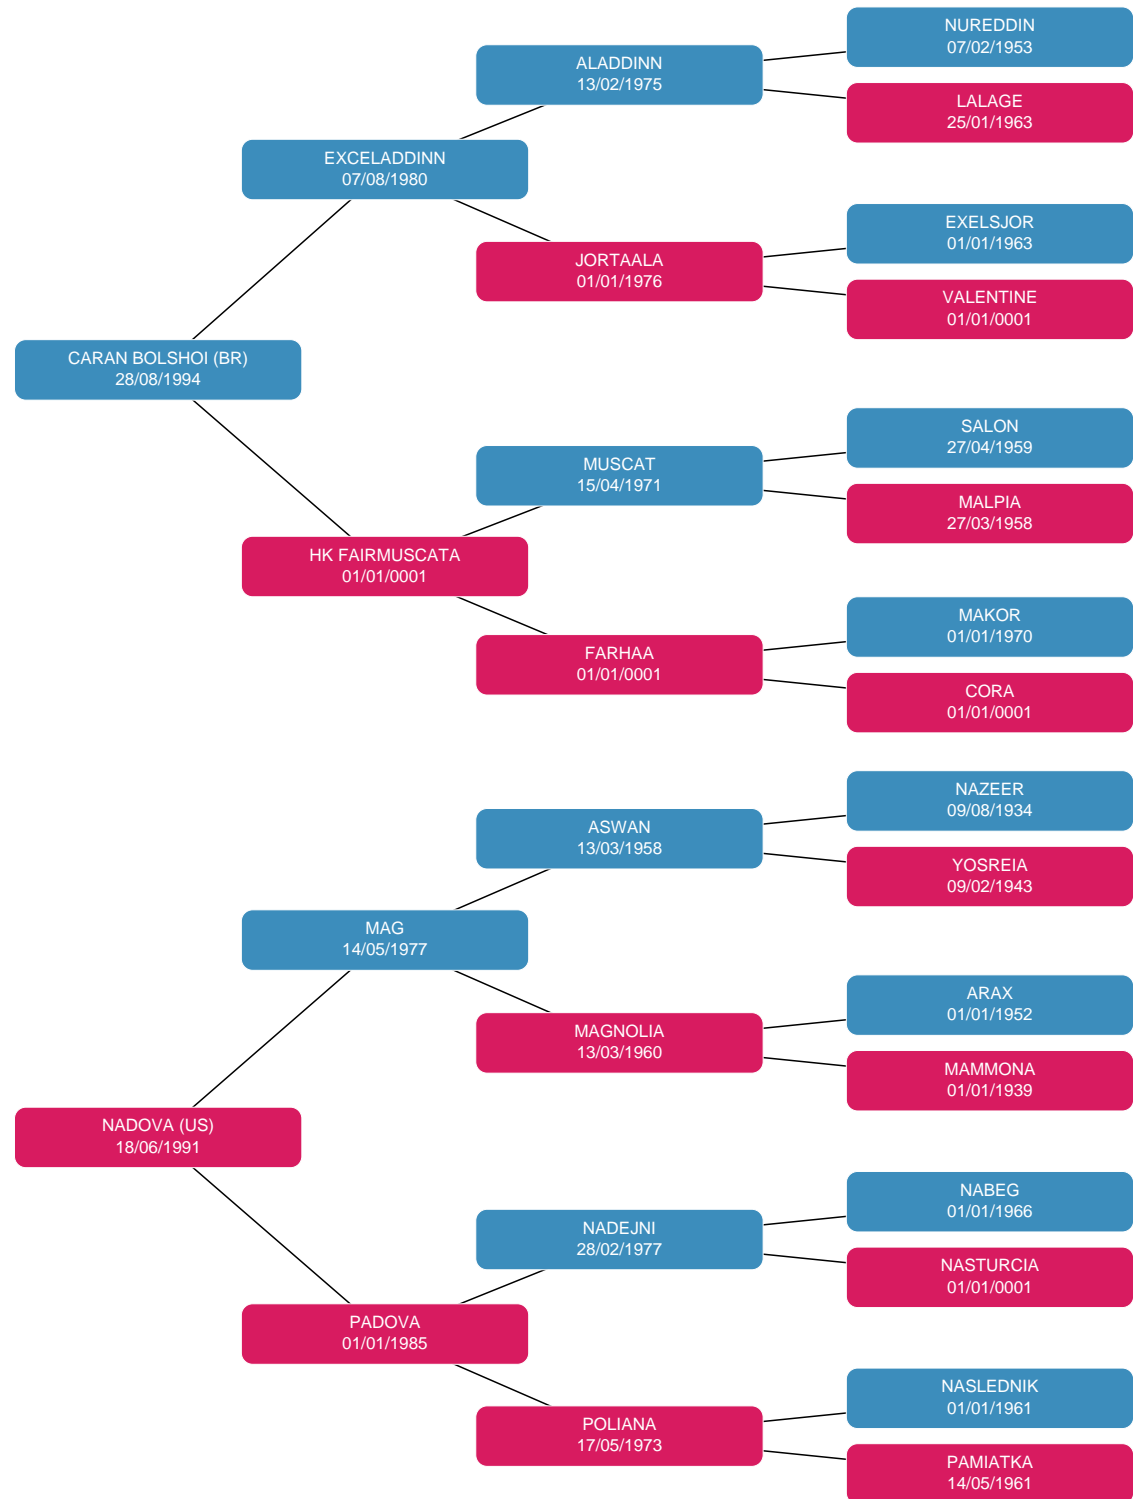 NUREDDIN
07/02/1953
ALADDINN
13/02/1975
LALAGE
25/01/1963
EXCELADDINN
07/08/1980
EXELSJOR
01/01/1963
JORTAALA
01/01/1976
VALENTINE
01/01/0001
CARAN BOLSHOI (BR)
28/08/1994
SALON
27/04/1959
MUSCAT
15/04/1971
MALPIA
27/03/1958
HK FAIRMUSCATA
01/01/0001
MAKOR
01/01/1970
FARHAA
01/01/0001
CORA
01/01/0001
NAZEER
09/08/1934
ASWAN
13/03/1958
YOSREIA
09/02/1943
MAG
14/05/1977
ARAX
01/01/1952
MAGNOLIA
13/03/1960
MAMMONA
01/01/1939
NADOVA (US)
18/06/1991
NABEG
01/01/1966
NADEJNI
28/02/1977
NASTURCIA
01/01/0001
PADOVA
01/01/1985
NASLEDNIK
01/01/1961
POLIANA
17/05/1973
PAMIATKA
14/05/1961